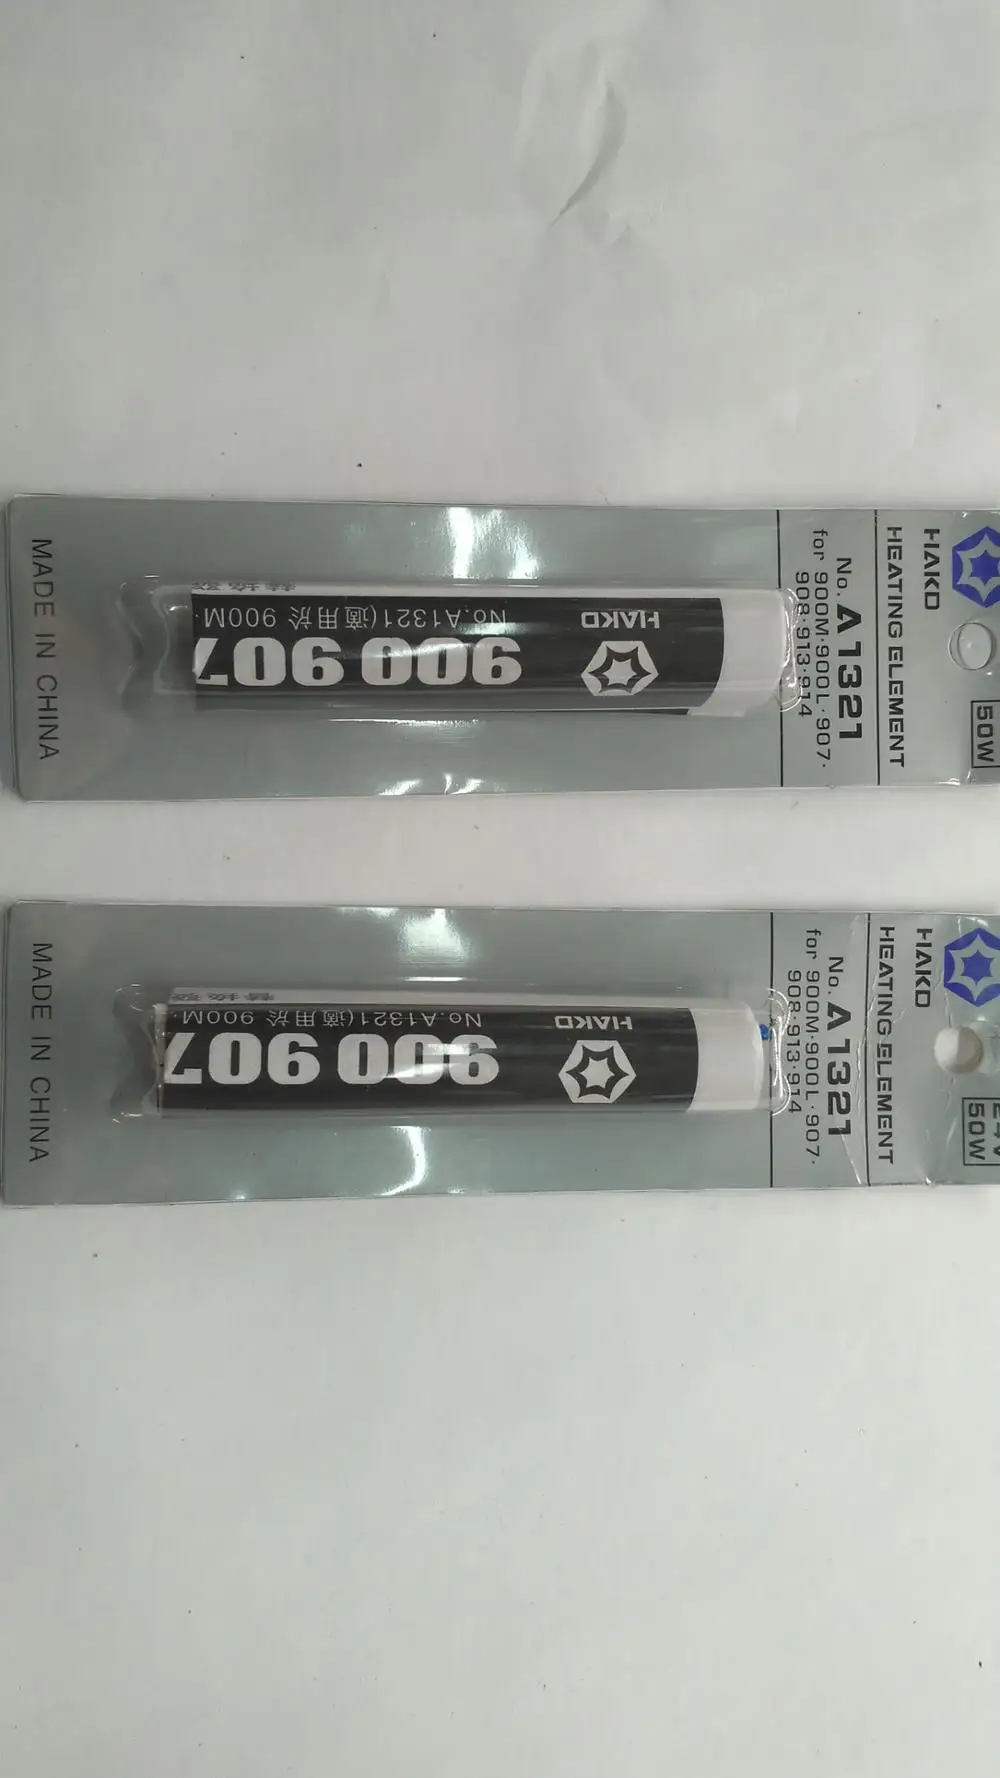 HAKO
50W
HEATING ELEMENT
No. A1321
for 900M·900L·907·
908·913·914
HAKO
900 907
No.A1321(適用於 900M·
MADE IN CHINA
HAKO
50W
HEATING ELEMENT
No. A1321
for 900M·900L·907·
908·913·914
HAKO
900 907
No.A1321(適用於 900M·
MADE IN CHINA